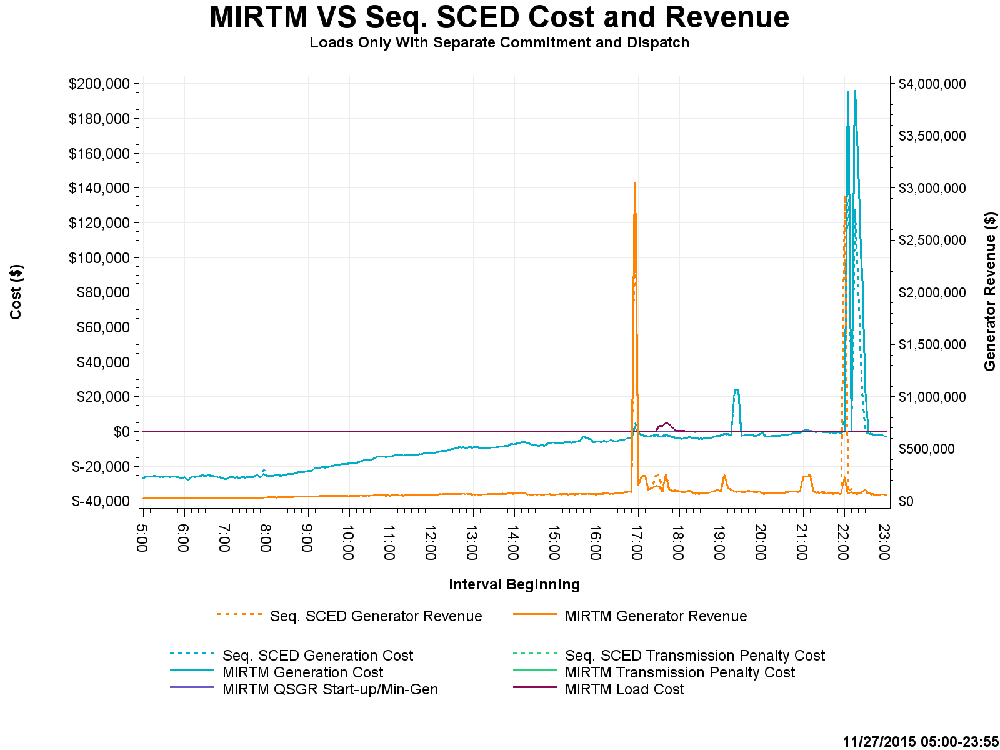 MIRTM VS Seq. SCED Cost and Revenue
Loads Only With Separate Commitment and Dispatch
$200,000
$180,000
$160,000
$140,000
$120,000
$100,000
$80,000
$60,000
$40,000
$20,000
$0
$-20,000
$-40,000
Cost ($)
$4,000,000
$3,500,000
$3,000,000
$2,500,000
$2,000,000
$1,500,000
$1,000,000
$500,000
$0
Generator Revenue ($)
5:00 6:00 7:00 8:00 9:00 10:00 11:00 12:00 13:00 14:00 15:00 16:00 17:00 18:00 19:00 20:00 21:00 22:00 23:00
Interval Beginning
Seq. SCED Generator Revenue MIRTM Generator Revenue
Seq. SCED Generation Cost Seq. SCED Transmission Penalty Cost
MIRTM Generation Cost MIRTM Transmission Penalty Cost
MIRTM QSGR Start-up/Min-Gen MIRTM Load Cost
11/27/2015 05:00-23:55